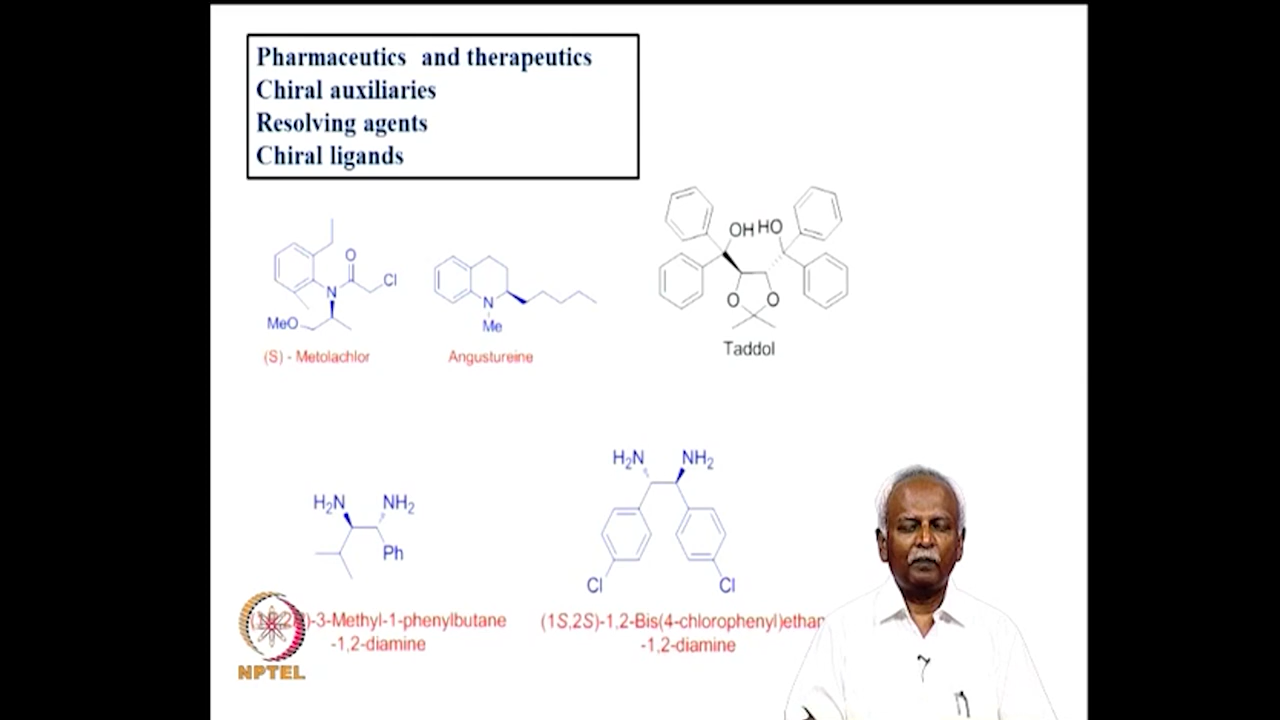 Pharmaceutics and therapeutics
Chiral auxiliaries
Resolving agents
Chiral ligands
OH HO
O O
Taddol
O
Cl
N
MeO
(S) - Metolachlor
N
Me
Angustureine
H₂N NH₂
Ph
-3-Methyl-1-phenylbutane
-1,2-diamine
H₂N NH₂
Cl Cl
(1S,2S)-1,2-Bis(4-chlorophenyl)ethan
-1,2-diamine
NPTEL